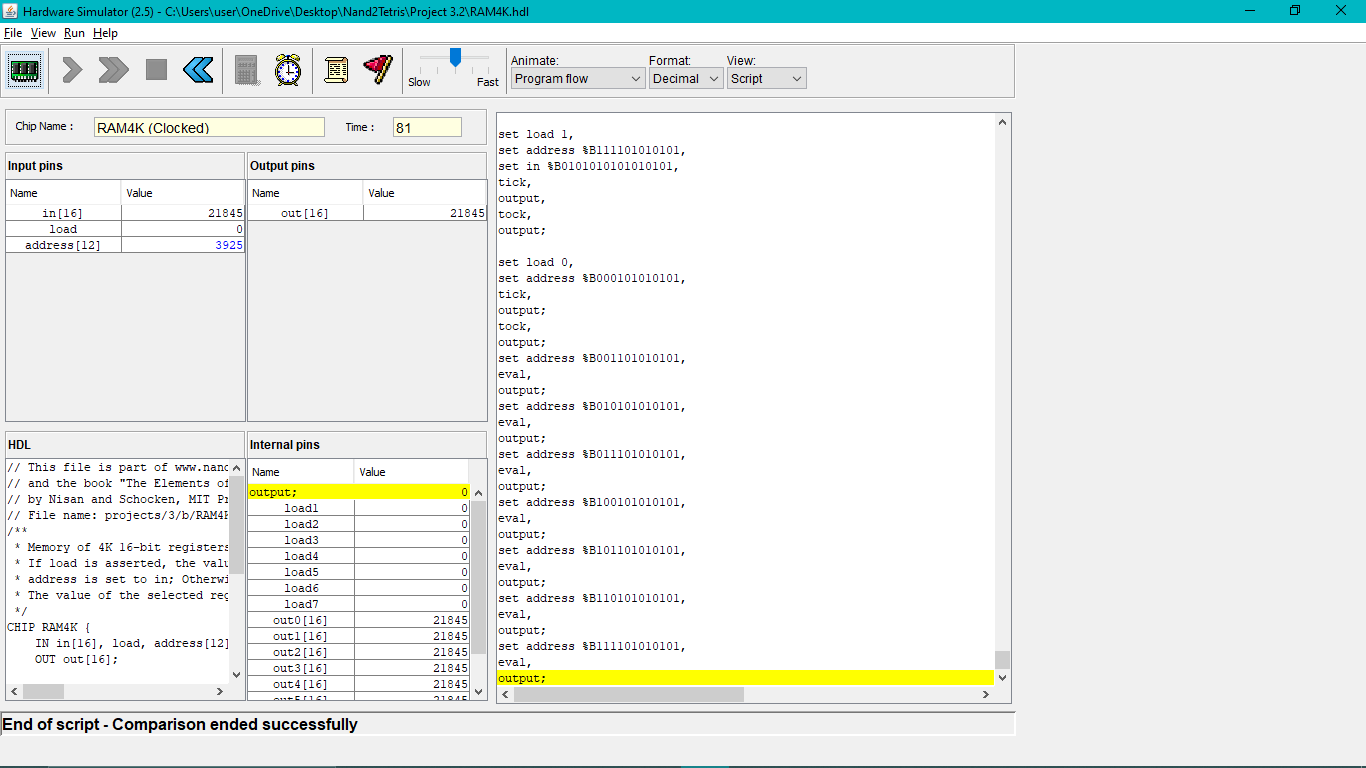 Hardware Simulator (2.5) - C:\Users\user\OneDrive\Desktop\Nand2Tetris\Project 3.2\RAM4K.hdl
File View Run Help
Slow Fast
Animate: Format: View:
Program flow Decimal Script
Chip Name : RAM4K (Clocked) Time : 81
Input pins
Name Value
in[16] 21845
load 0
address[12] 3925
Output pins
Name Value
out[16] 21845
HDL
// This file is part of www.nand
// and the book "The Elements of
// by Nisan and Schocken, MIT Pr
// File name: projects/3/b/RAM4K
/**
* Memory of 4K 16-bit registers
* If load is asserted, the valu
* address is set to in; Otherwi
* The value of the selected reg
*/
CHIP RAM4K {
IN in[16], load, address[12]
OUT out[16];
Internal pins
Name Value
output; 0
load1 0
load2 0
load3 0
load4 0
load5 0
load6 0
load7 0
out0[16] 21845
out1[16] 21845
out2[16] 21845
out3[16] 21845
out4[16] 21845
out5[16] 21845
set load 1,
set address %B111101010101,
set in %B0101010101010101,
tick,
output,
tock,
output;
set load 0,
set address %B000101010101,
tick,
output;
tock,
output;
set address %B001101010101,
eval,
output;
set address %B010101010101,
eval,
output;
set address %B011101010101,
eval,
output;
set address %B100101010101,
eval,
output;
set address %B101101010101,
eval,
output;
set address %B110101010101,
eval,
output;
set address %B111101010101,
eval,
output;
End of script - Comparison ended successfully